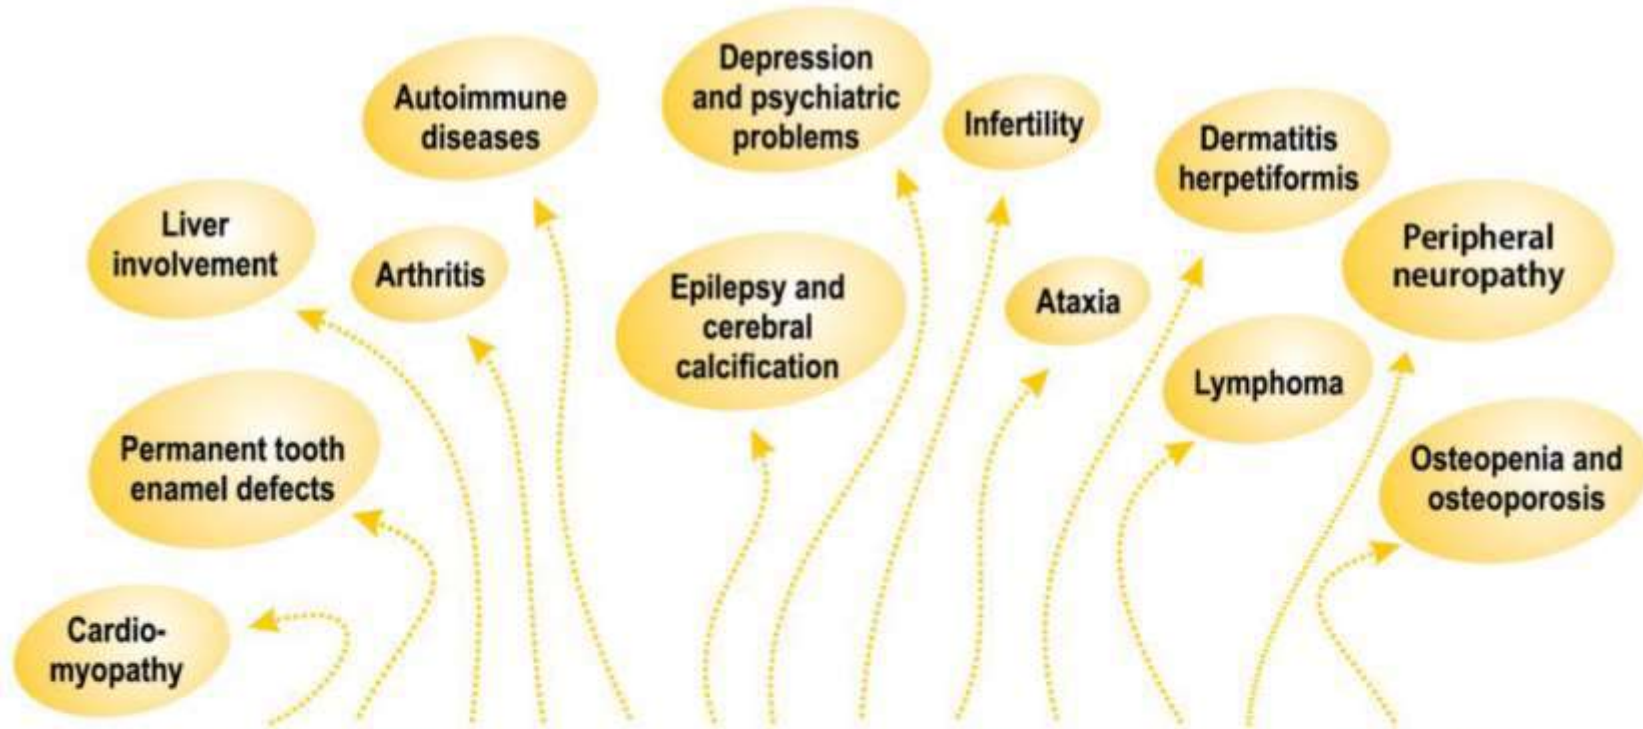 Depression
and psychiatric
problems
Autoimmune
diseases
Infertility
Dermatitis
herpetiformis
Liver
involvement
Arthritis
Peripheral
neuropathy
Epilepsy and
cerebral
calcification
Ataxia
Lymphoma
Permanent tooth
enamel defects
Osteopenia and
osteoporosis
Cardio-
myopathy